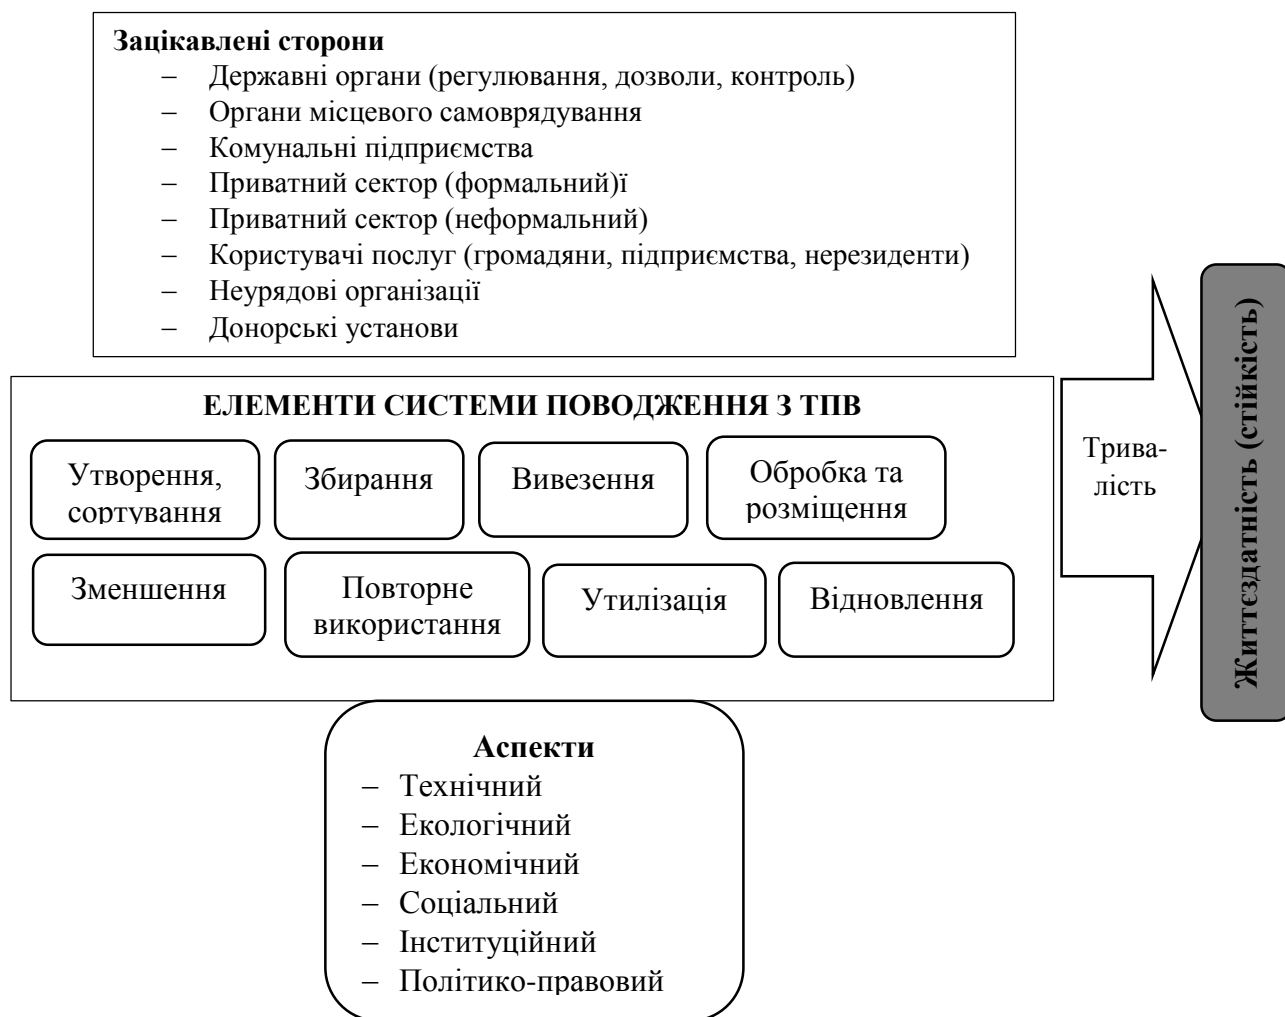 Зацікавлені сторони
– Державні органи (регулювання, дозволи, контроль)
– Органи місцевого самоврядування
– Комунальні підприємства
– Приватний сектор (формальний)ї
– Приватний сектор (неформальний)
– Користувачі послуг (громадяни, підприємства, нерезиденти)
– Неурядові організації
– Донорські установи
ЕЛЕМЕНТИ СИСТЕМИ ПОВОДЖЕННЯ З ТПВ
Утворення,
сортування
Збирання
Вивезення
Обробка та
розміщення
Зменшення
Повторне
використання
Утилізація
Відновлення
Трива-
лість
Життєздатність (стійкість)
Аспекти
– Технічний
– Екологічний
– Економічний
– Соціальний
– Інституційний
– Політико-правовий